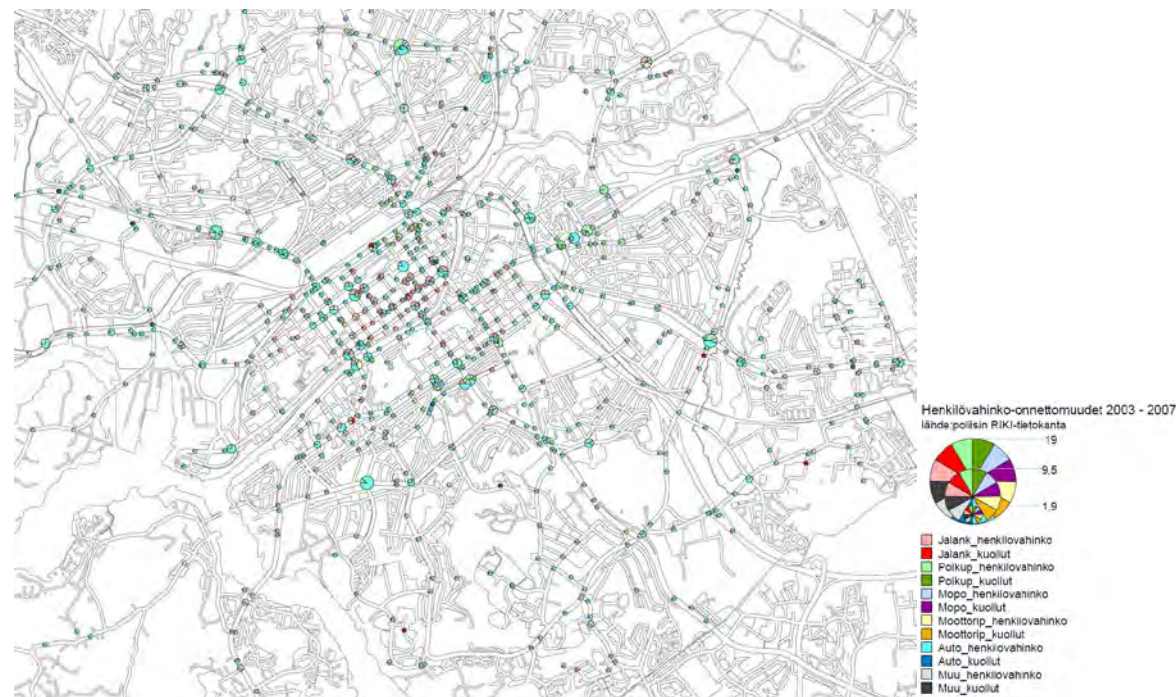 Henkilövahinko-onnettomuudet 2003 - 2007
lähde:poliisin RIKI-tietokanta
19
9,5
1,9
Jalank_henkilovahinko
Jalank_kuollut
Polkup_henkilovahinko
Polkup_kuollut
Mopo_henkilovahinko
Mopo_kuollut
Moottorip_henkilovahinko
Moottorip_kuollut
Auto_henkilovahinko
Auto_kuollut
Muu_henkilovahinko
Muu_kuollut